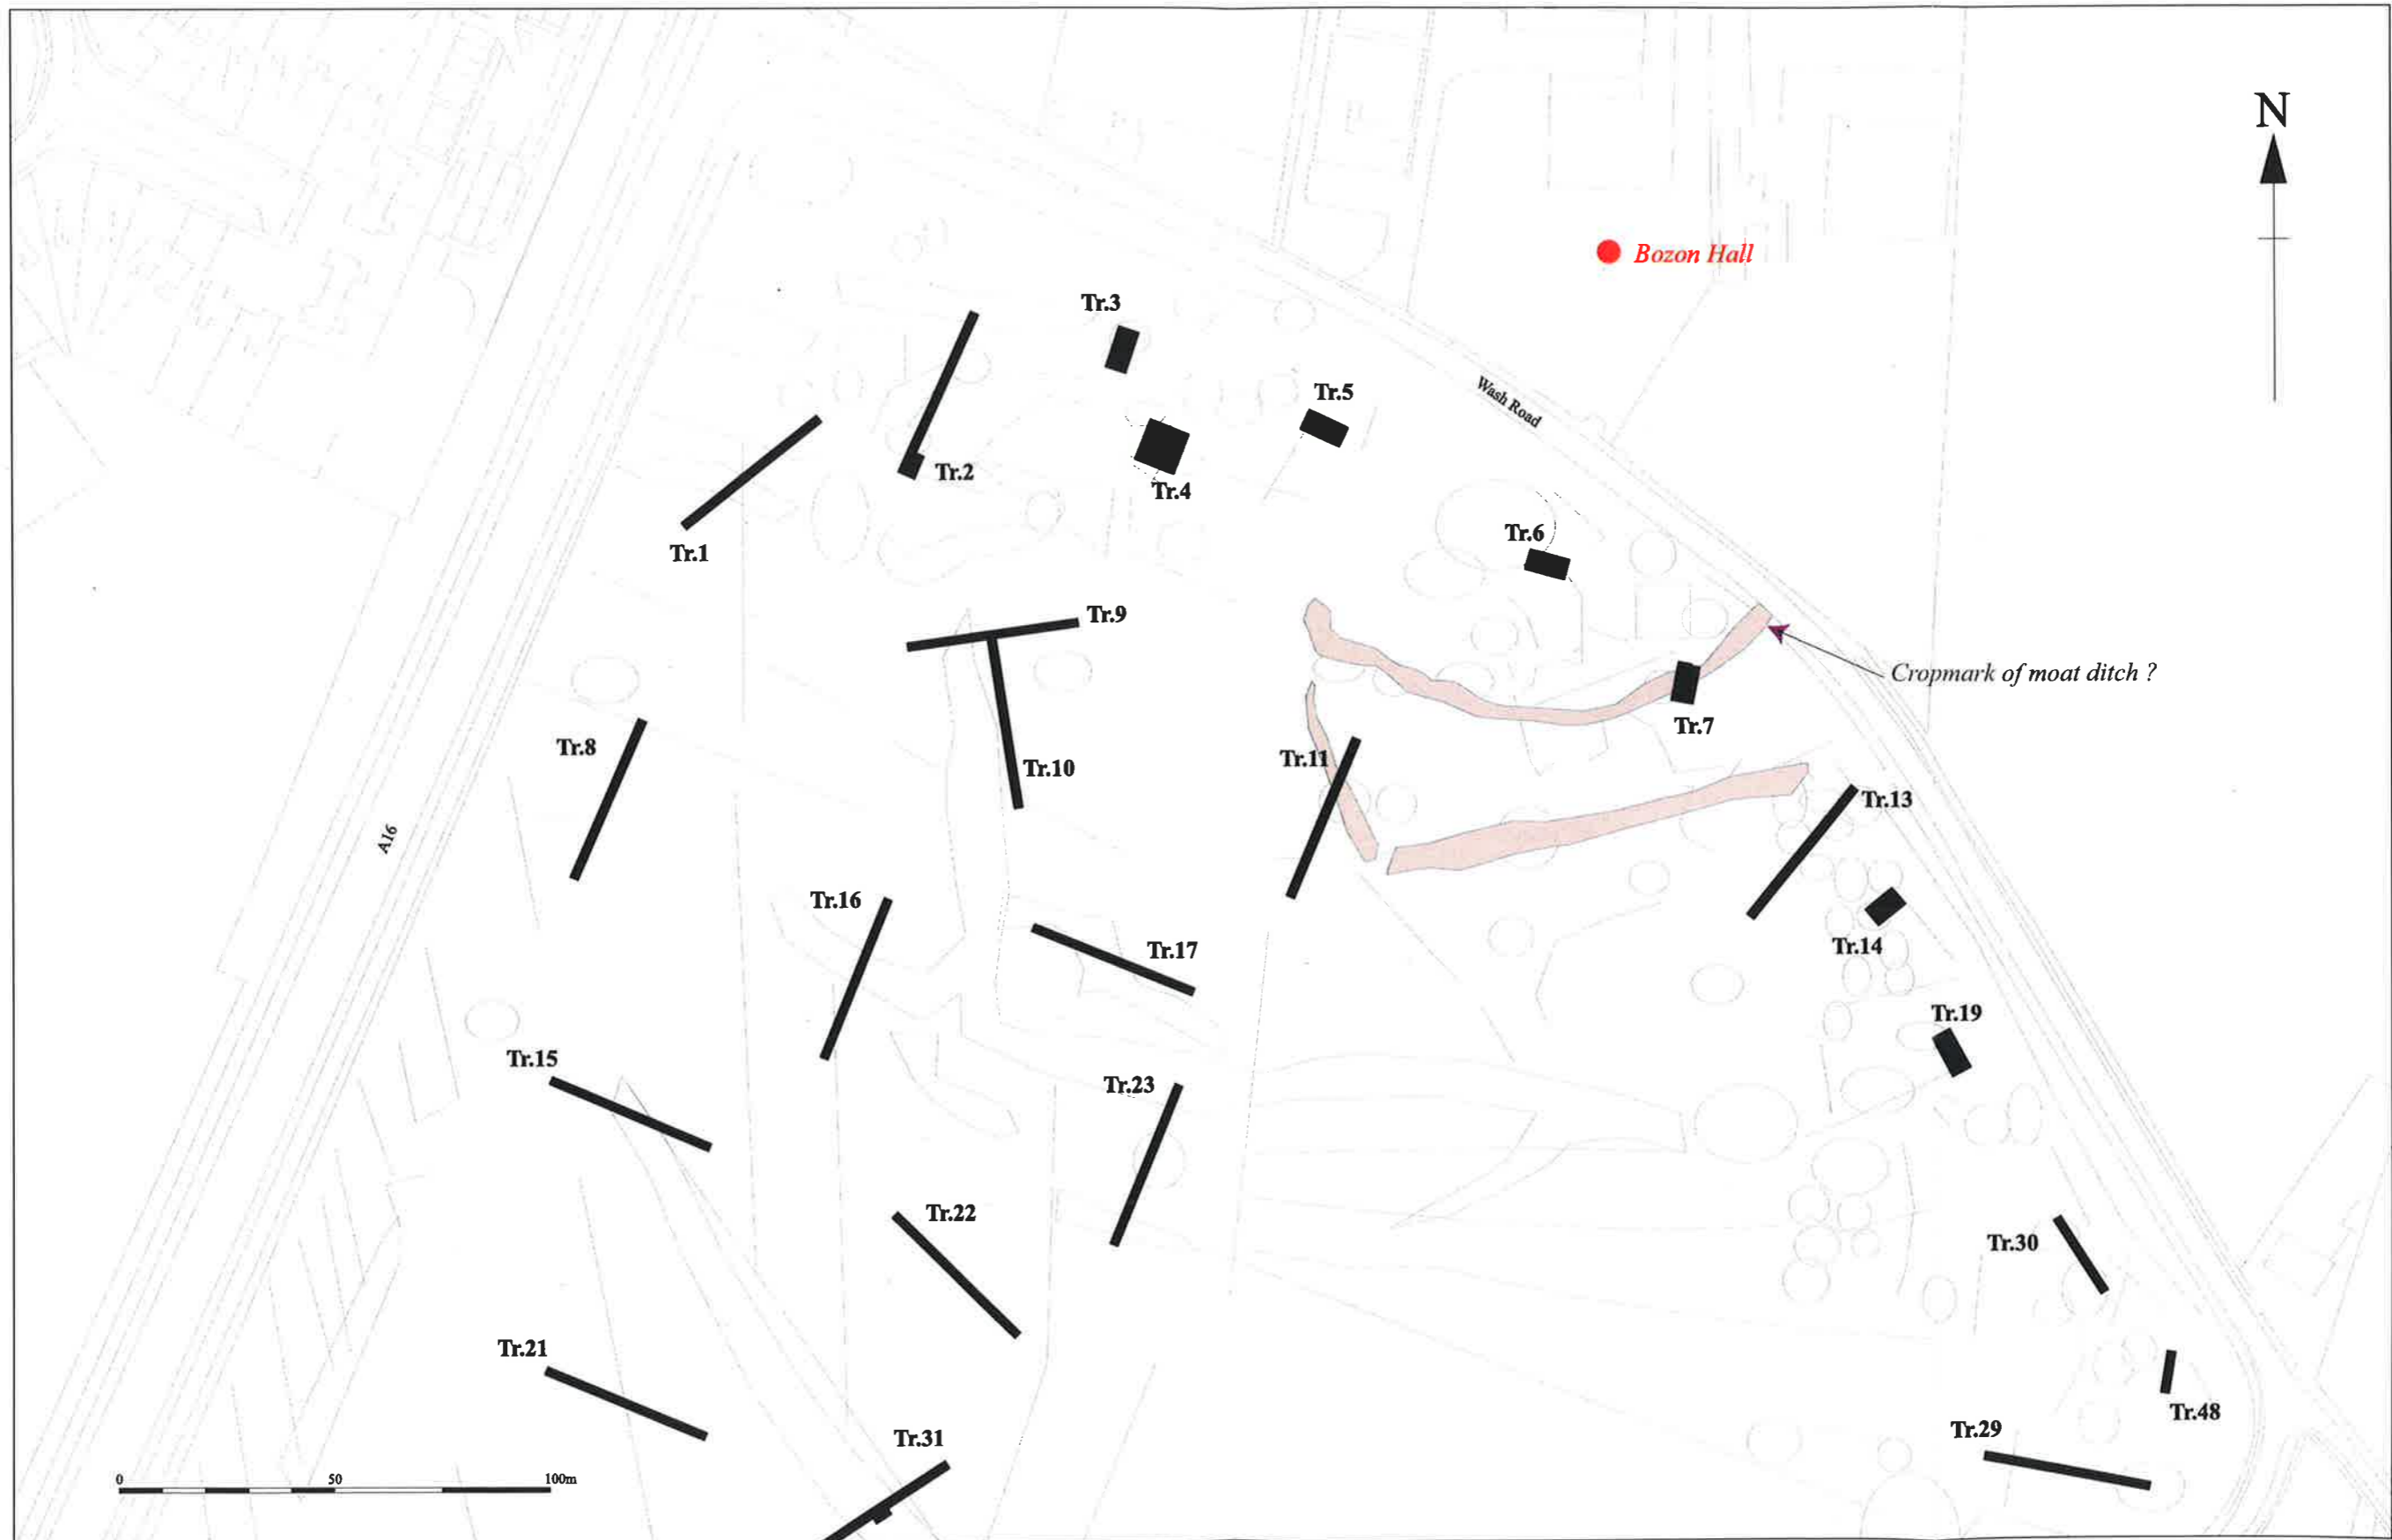 N
Bozon Hall
Tr.3
Wash Road
Tr.5
Tr.2
Tr.4
Tr.6
Tr.1
Tr.9
Cropmark of moat ditch ?
Tr.7
Tr.8
Tr.11
Tr.10
Tr.13
A16
Tr.16
Tr.17
Tr.14
Tr.19
Tr.15
Tr.23
Tr.22
Tr.30
Tr.21
Tr.48
Tr.29
Tr.31
0 50 100m